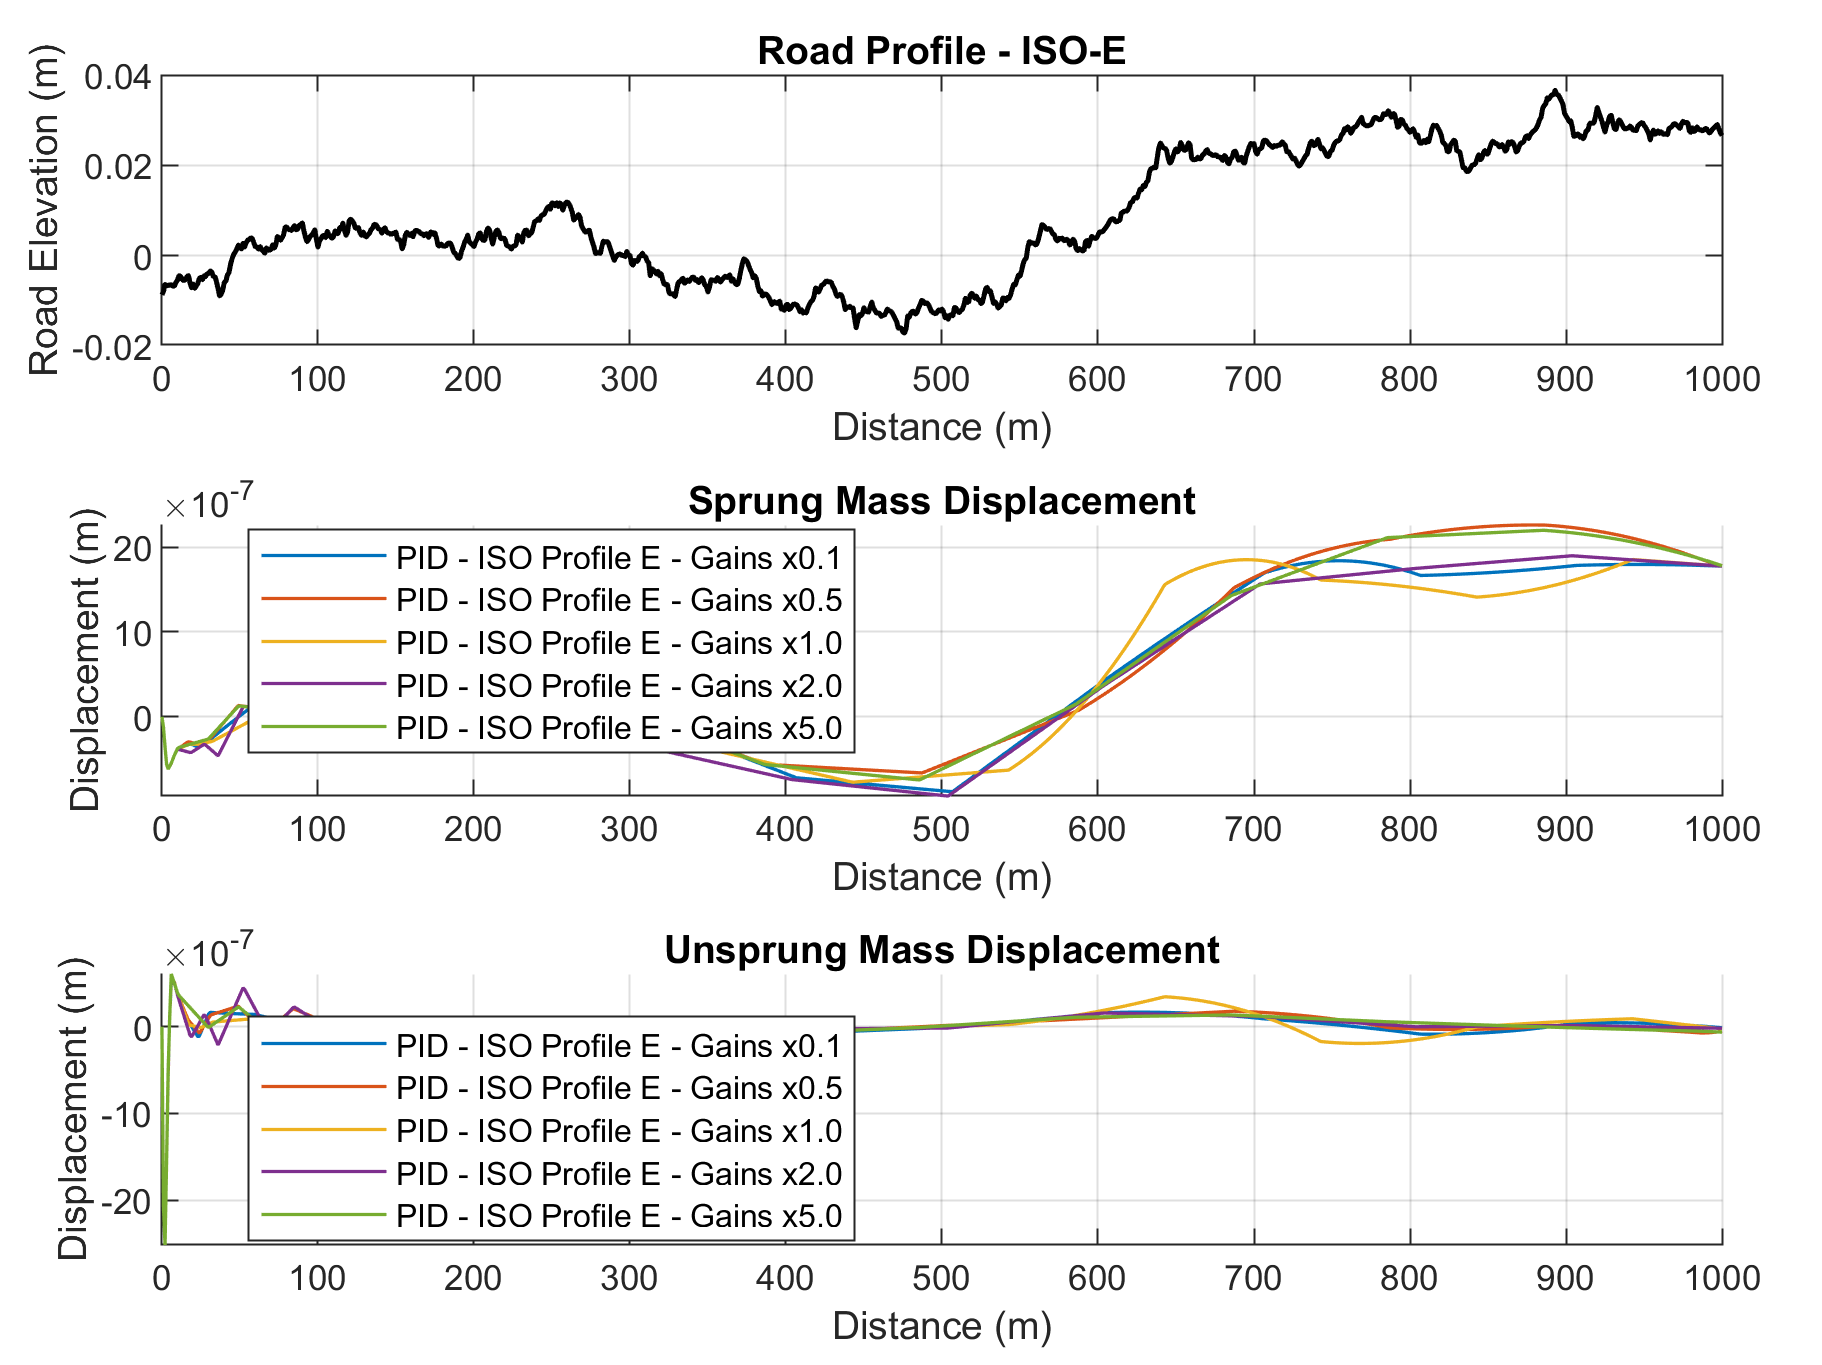 Road Profile - ISO-E
Road Elevation (m)
0.04
0.02
0
-0.02
0 100 200 300 400 500 600 700 800 900 1000
Distance (m)
×10-7
Sprung Mass Displacement
Displacement (m)
20
10
0
PID - ISO Profile E - Gains x0.1
PID - ISO Profile E - Gains x0.5
PID - ISO Profile E - Gains x1.0
PID - ISO Profile E - Gains x2.0
PID - ISO Profile E - Gains x5.0
0 100 200 300 400 500 600 700 800 900 1000
Distance (m)
×10-7
Unsprung Mass Displacement
Displacement (m)
0
-10
-20
PID - ISO Profile E - Gains x0.1
PID - ISO Profile E - Gains x0.5
PID - ISO Profile E - Gains x1.0
PID - ISO Profile E - Gains x2.0
PID - ISO Profile E - Gains x5.0
0 100 200 300 400 500 600 700 800 900 1000
Distance (m)